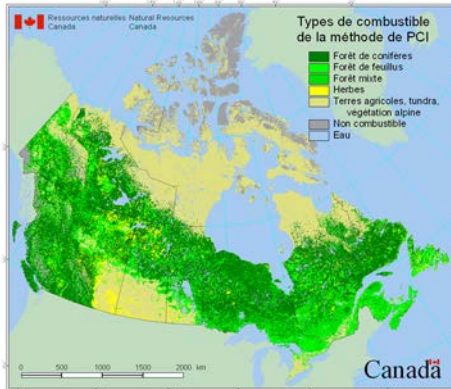 Ressources naturelles Natural Resources
Canada Canada
Types de combustible
de la méthode de PCI
Forêt de conifères
Forêt de feuillus
Forêt mixte
Herbes
Terres agricoles, tundra,
végétation alpine
Non combustible
Eau
0 500 1000 1500 2000 km
Canada